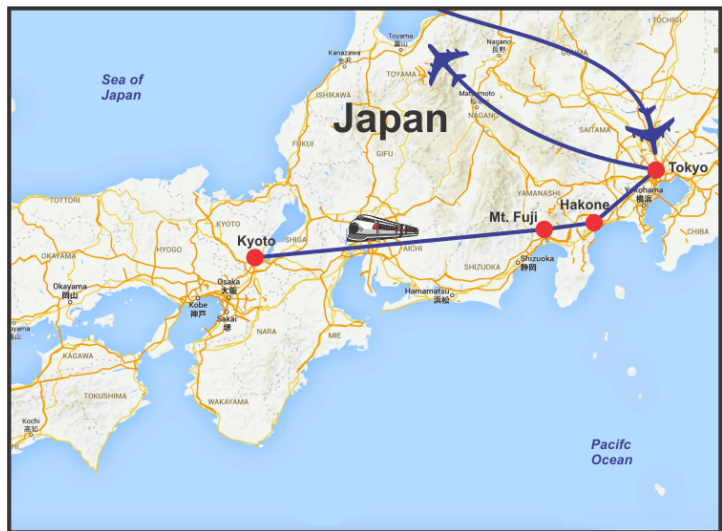 TOCHIGI
Toyama
富山
Nagano
長野
GUNMA
Kanazawa
金沢
TOYAMA
Sea of
Japan
ISHIKAWA
Matsumoto
松本
NAGANO
Japan
SAITAMA
FUKUI
GIFU
Tokyo
YAMANASHI
Yokohama
横浜
TOTTORI
Hakone
Mt. Fuji
KYOTO
Kyoto
SHIGA
AICHI
CHIBA
HYOGO
OKAYAMA
Shizuoka
静岡
SHIZUOKA
Okayama
岡山
Osaka
大阪
Kobe
神戸
Hamamatsu
浜松
Sakai
堺
NARA
MIE
KAGAWA
TOKUSHIMA
WAKAYAMA
Kochi
高知
Pacifc
Ocean